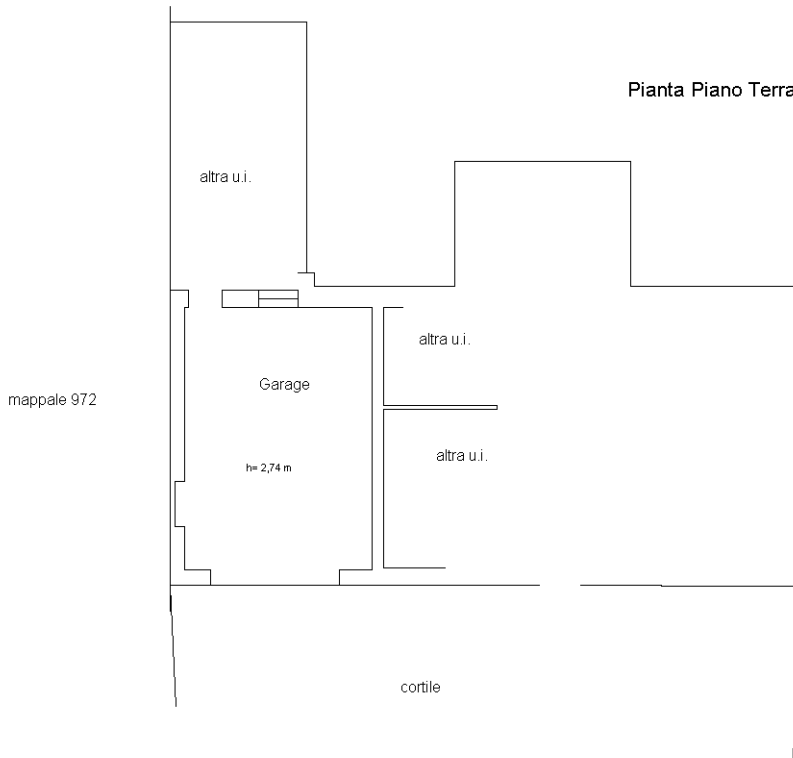 Pianta Piano Terra
altra u.i.
altra u.i.
Garage
mappale 972
altra u.i.
h= 2,74 m
cortile